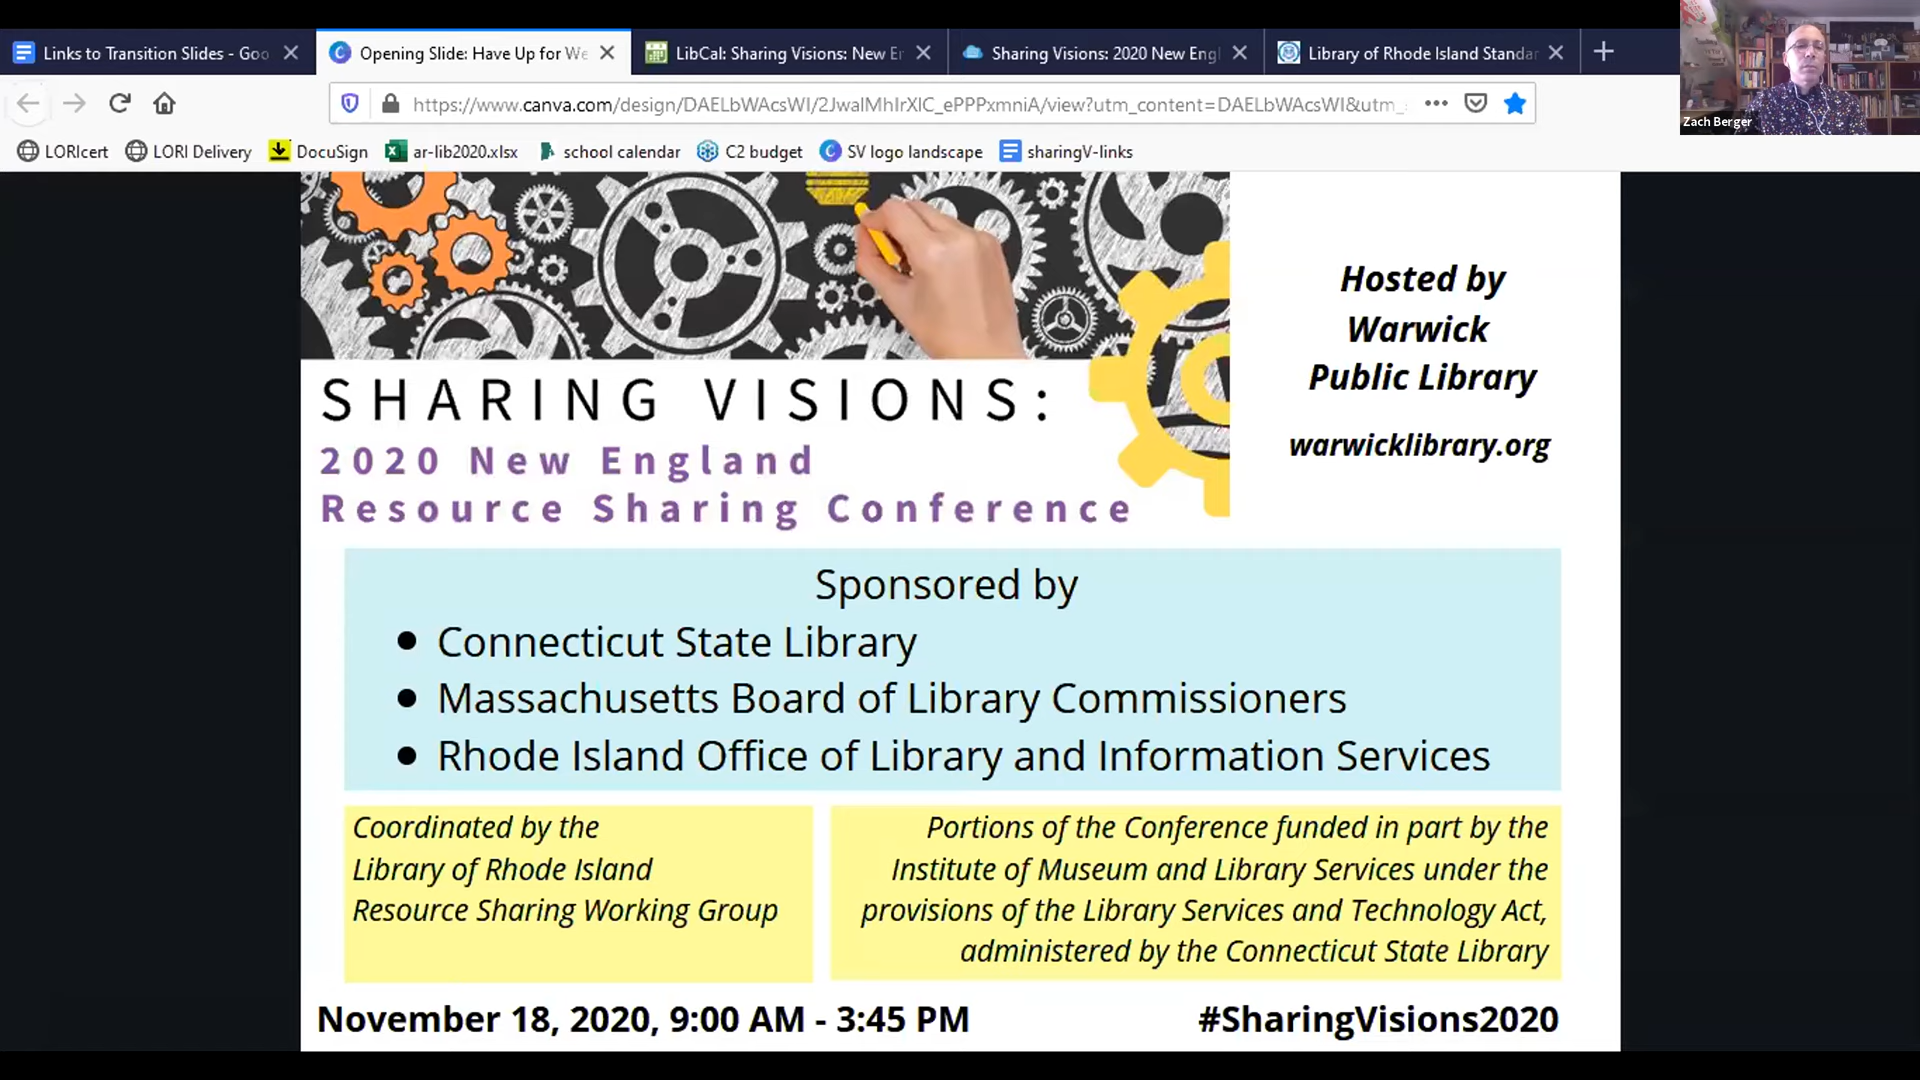 Links to Transition Slides - Goo
Opening Slide: Have Up for We
LibCal: Sharing Visions: New Er
Sharing Visions: 2020 New Engl
Library of Rhode Island Standar
https://www.canva.com/design/DAELbWAcsWI/2JwalMhIrXlC_ePPPxmniA/view?utm_content=DAELbWAcsWI&utm_
Zach Berger
LORIcert
LORI Delivery
DocuSign
ar-lib2020.xlsx
school calendar
C2 budget
SV logo landscape
sharingV-links
Hosted by
Warwick
Public Library
warwicklibrary.org
SHARING VISIONS:
2020 New England
Resource Sharing Conference
Sponsored by
• Connecticut State Library
• Massachusetts Board of Library Commissioners
• Rhode Island Office of Library and Information Services
Coordinated by the
Library of Rhode Island
Resource Sharing Working Group
Portions of the Conference funded in part by the
Institute of Museum and Library Services under the
provisions of the Library Services and Technology Act,
administered by the Connecticut State Library
November 18, 2020, 9:00 AM - 3:45 PM
#SharingVisions2020